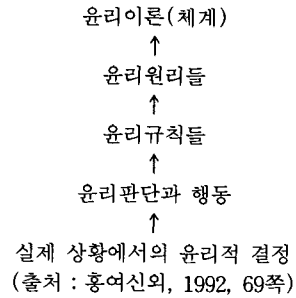 윤리이론(체계)
↑
윤리원리들
↑
윤리규칙들
↑
윤리판단과 행동
↑
실제 상황에서의 윤리적 결정
(출처 : 홍여신외, 1992, 69쪽)